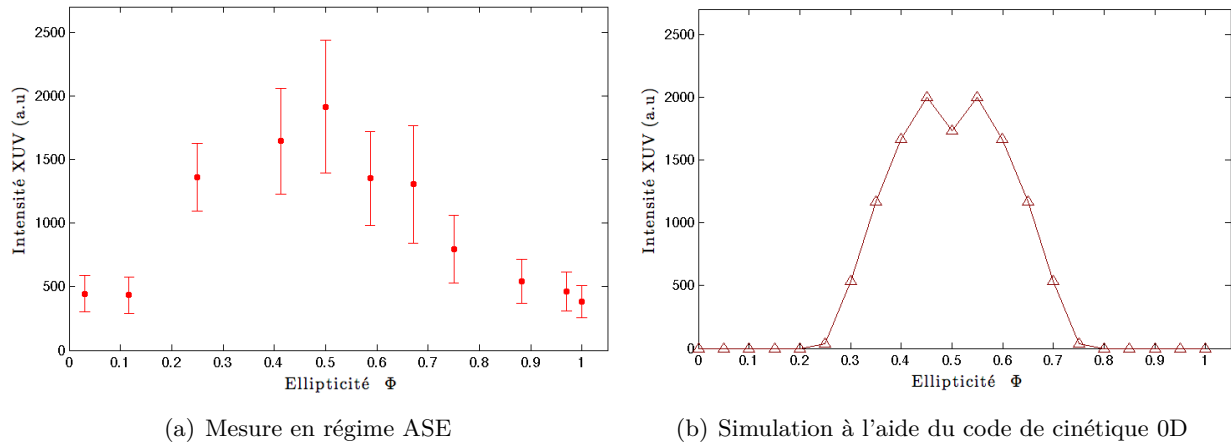 2500
2000
1500
1000
500
0
Intensité XUV (a.u)
0 0.1 0.2 0.3 0.4 0.5 0.6 0.7 0.8 0.9 1
Ellipticité Φ
(a) Mesure en régime ASE
2500
2000
1500
1000
500
0
Intensité XUV (a.u)
0 0.1 0.2 0.3 0.4 0.5 0.6 0.7 0.8 0.9 1
Ellipticité Φ
(b) Simulation à l'aide du code de cinétique 0D